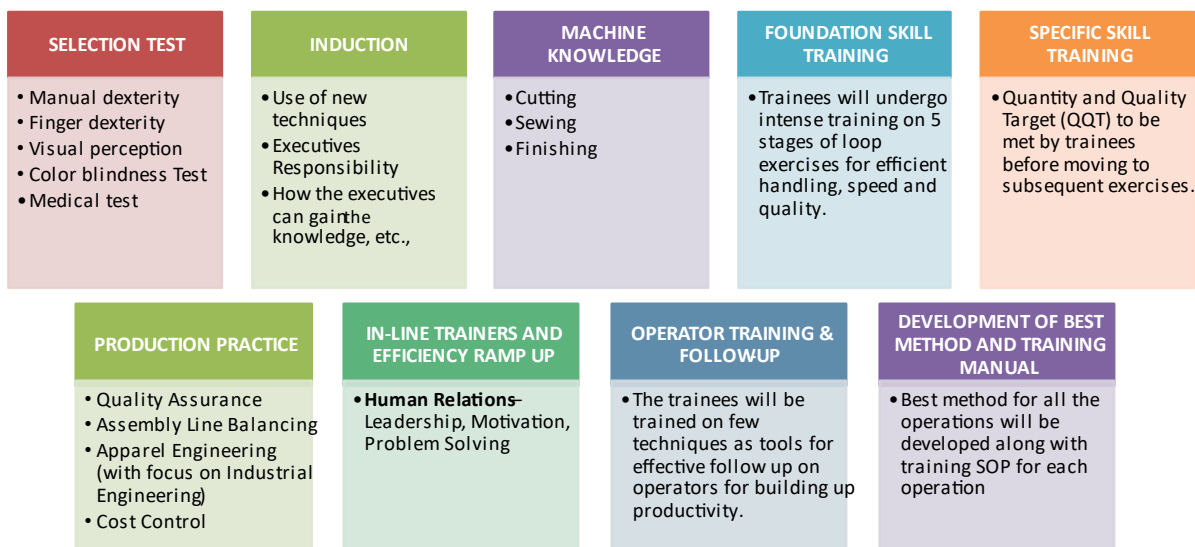 SELECTION TEST
• Manual dexterity
• Finger dexterity
• Visual perception
• Color blindness Test
• Medical test
INDUCTION
• Use of new
techniques
• Executives
Responsibility
• How the executives
can gain the
knowledge, etc.,
MACHINE
KNOWLEDGE
• Cutting
• Sewing
• Finishing
FOUNDATION SKILL
TRAINING
• Trainees will undergo
intense training on 5
stages of loop
exercises for efficient
handling, speed and
quality.
SPECIFIC SKILL
TRAINING
• Quantity and Quality
Target (QQT) to be
met by trainees
before moving to
subsequent exercises.
PRODUCTION PRACTICE
• Quality Assurance
• Assembly Line Balancing
• Apparel Engineering
(with focus on Industrial
Engineering)
• Cost Control
IN-LINE TRAINERS AND
EFFICIENCY RAMP UP
• Human Relations–
Leadership, Motivation,
Problem Solving
OPERATOR TRAINING &
FOLLOW-UP
• The trainees will be
trained on few
techniques as tools for
effective follow up on
operators for building up
productivity.
DEVELOPMENT OF BEST
METHOD AND TRAINING
MANUAL
• Best method for all the
operations will be
developed along with
training SOP for each
operation